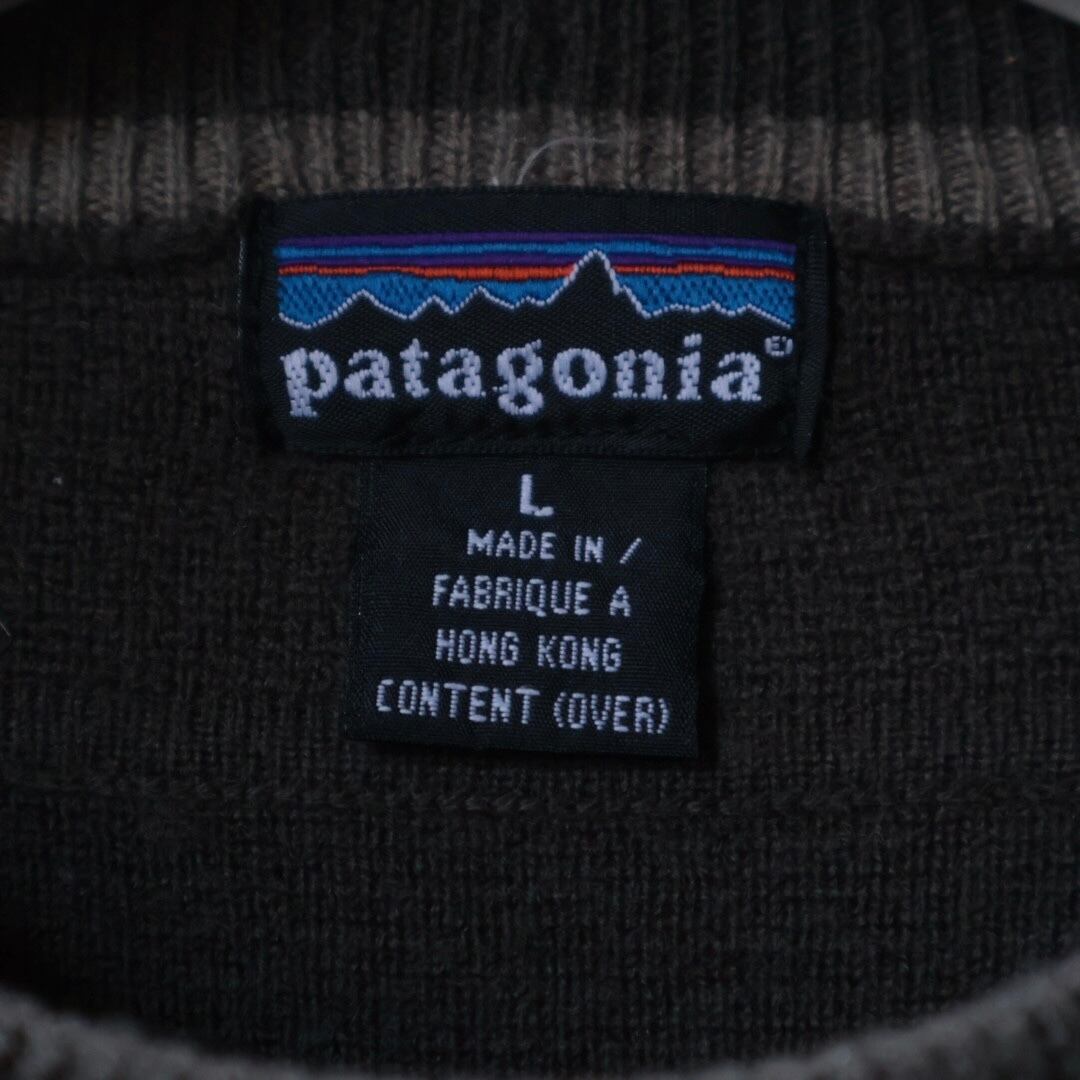 patagonia®
L
MADE IN /
FABRIQUE A
HONG KONG
CONTENT (OVER)